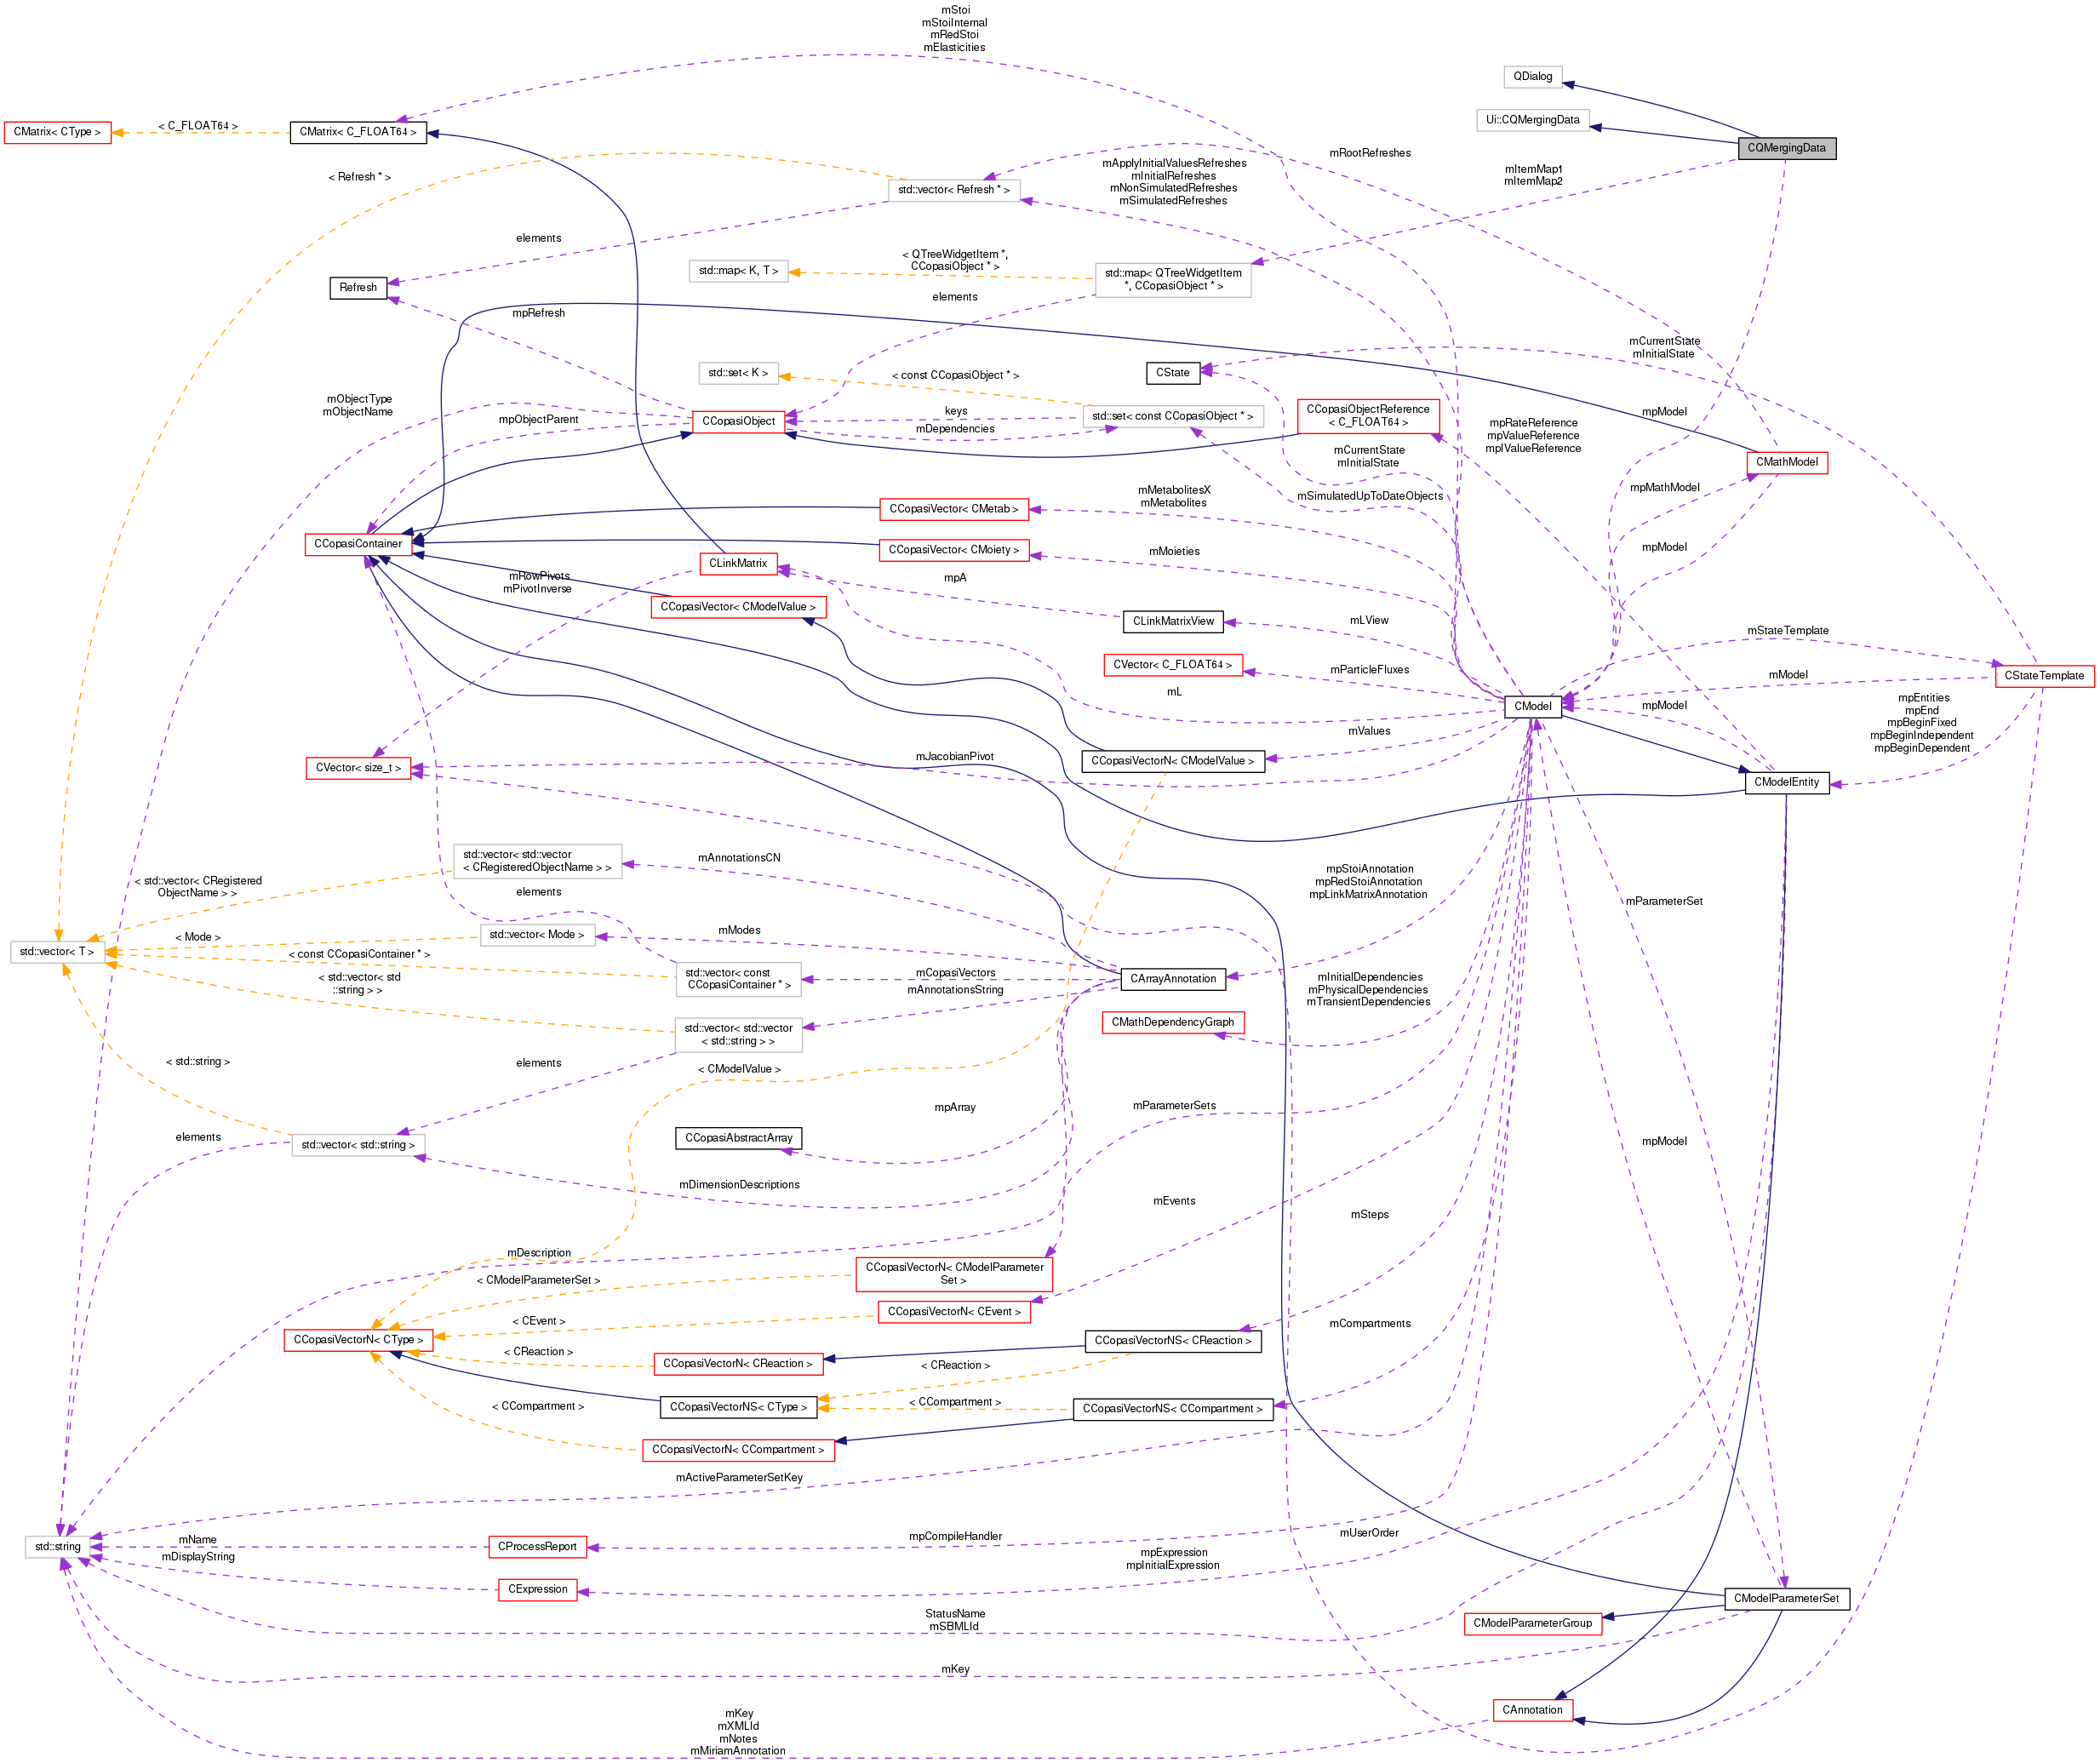 mStoi
mStoiInternal
mRedStoi
mElasticities
QDialog
Ui::CQMergingData
CQMergingData
CMatrix< CType >
< C_FLOAT64 >
CMatrix< C_FLOAT64 >
mRootRefreshes
< Refresh * >
std::vector< Refresh * >
mApplyInitialValuesRefreshes
mInitialRefreshes
mNonSimulatedRefreshes
mSimulatedRefreshes
mItemMap1
mItemMap2
elements
Refresh
std::map< K, T >
< QTreeWidgetItem *,
CCopasiObject * >
std::map< QTreeWidgetItem
*, CCopasiObject * >
mpRefresh
elements
mCurrentState
mInitialState
std::set< K >
< const CCopasiObject * >
CState
mObjectType
mObjectName
mpObjectParent
CCopasiObject
keys
mDependencies
std::set< const CCopasiObject * >
CCopasiObjectReference
< C_FLOAT64 >
mpRateReference
mpValueReference
mpIValueReference
mpModel
CMathModel
mCurrentState
mInitialState
mpMathModel
mMetabolitesX
mMetabolites
mSimulatedUpToDateObjects
CCopasiVector< CMetab >
CCopasiContainer
CCopasiVector< CMoiety >
mMoieties
mpModel
CLinkMatrix
mpA
mRowPivots
mPivotInverse
CCopasiVector< CModelValue >
CLinkMatrixView
mLView
mStateTemplate
CVector< C_FLOAT64 >
mParticleFluxes
mModel
CStateTemplate
mL
CModel
mpModel
mpEntities
mpEnd
mpBeginFixed
mpBeginIndependent
mpBeginDependent
mValues
CVector< size_t >
mJacobianPivot
CCopasiVectorN< CModelValue >
CModelEntity
std::vector< std::vector
< CRegisteredObjectName > >
mAnnotationsCN
mpStoiAnnotation
mpRedStoiAnnotation
mpLinkMatrixAnnotation
< std::vector< CRegistered
ObjectName > >
elements
mParameterSet
std::vector< T >
< Mode >
std::vector< Mode >
mModes
< const CCopasiContainer * >
std::vector< const
CCopasiContainer * >
mCopasiVectors
CArrayAnnotation
mAnnotationsString
< std::vector< std
::string > >
mInitialDependencies
mPhysicalDependencies
mTransientDependencies
std::vector< std::vector
< std::string > >
CMathDependencyGraph
< std::string >
elements
< CModelValue >
mpArray
mParameterSets
elements
std::vector< std::string >
CCopasiAbstractArray
mpModel
mDimensionDescriptions
mEvents
mSteps
mDescription
CCopasiVectorN< CModelParameter
Set >
< CModelParameterSet >
CCopasiVectorN< CEvent >
< CEvent >
CCopasiVectorN< CType >
< CReaction >
CCopasiVectorN< CReaction >
CCopasiVectorNS< CReaction >
mCompartments
< CReaction >
< CCompartment >
CCopasiVectorNS< CType >
< CCompartment >
CCopasiVectorNS< CCompartment >
CCopasiVectorN< CCompartment >
mActiveParameterSetKey
std::string
mName
CProcessReport
mpCompileHandler
mUserOrder
mDisplayString
CExpression
mpExpression
mpInitialExpression
CModelParameterSet
StatusName
mSBMLId
CModelParameterGroup
mKey
CAnnotation
mKey
mXMLId
mNotes
mMiriamAnnotation